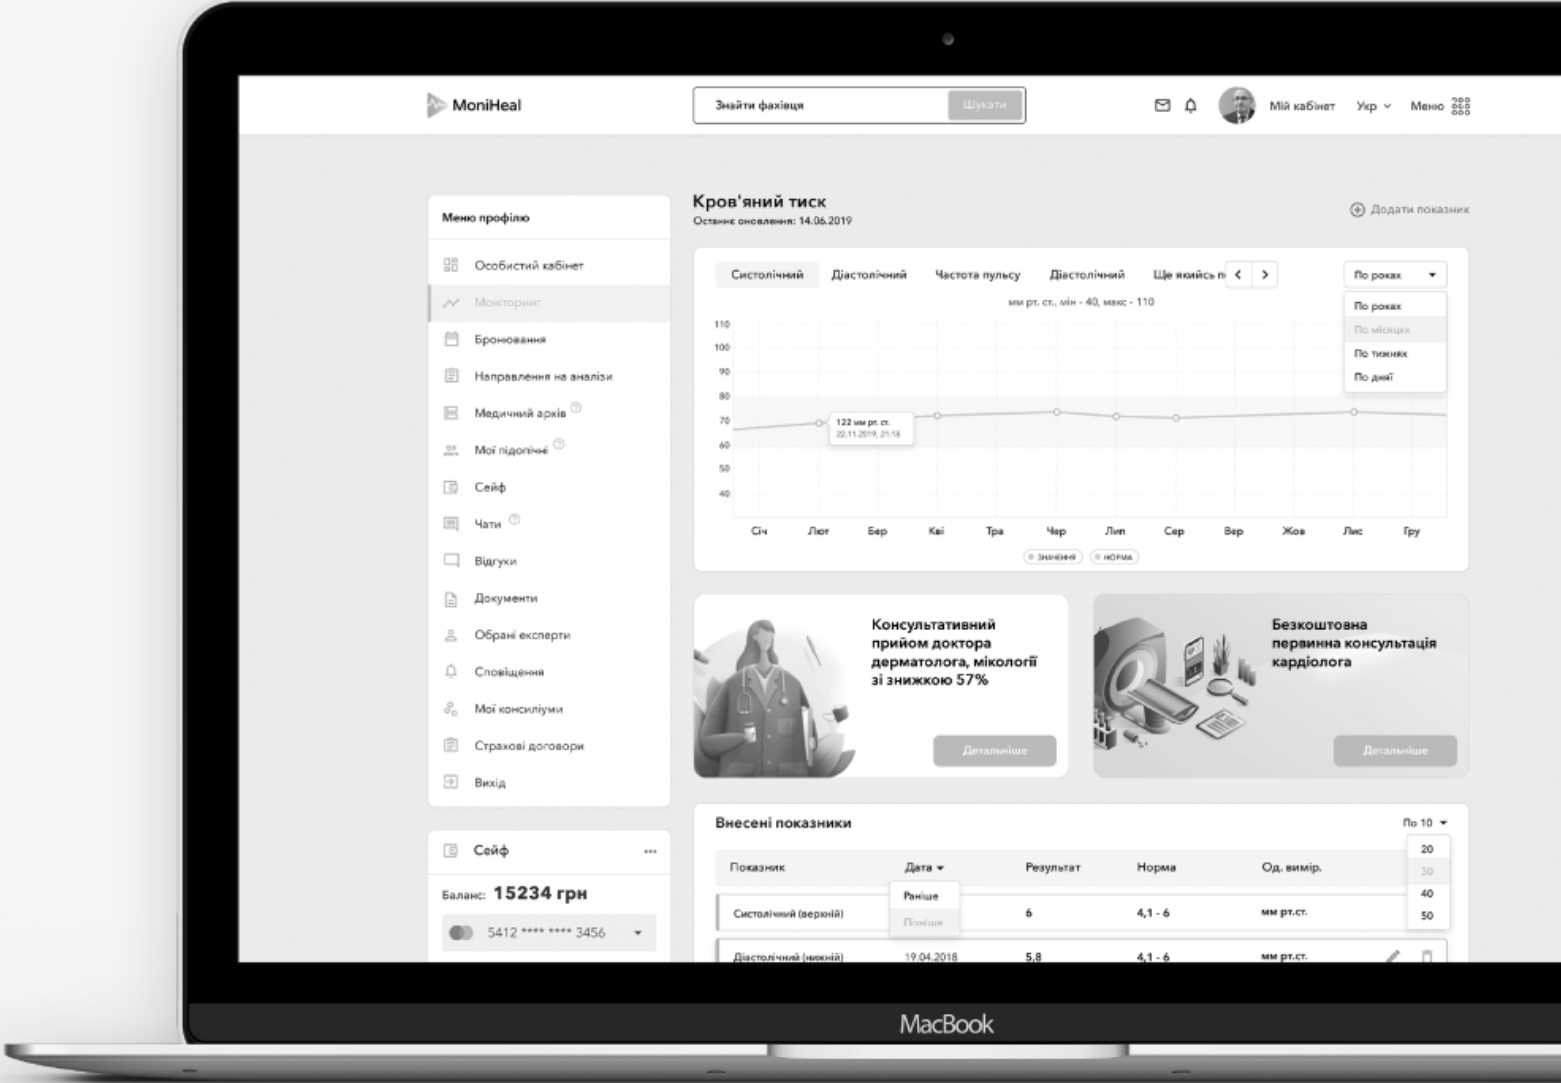 MoniHeal
Знайти фахівця
Шукати
Мій кабінет
Укр
Меню
Меню профілю
Особистий кабінет
Моніторинг
Бронювання
Направлення на аналізи
Медичний архів
Мої підопічні
Сейф
Чати
Відгуки
Документи
Обрані експерти
Сповіщення
Мої консиліуми
Страхові договори
Вихід
Сейф
Баланс: 15234 грн
5412 **** **** 3456
Кров'яний тиск
Останнє оновлення: 14.06.2019
Додати показник
Систолічний Діастолічний Частота пульсу Діастолічний Ще якийсь п
По роках
По роках
По місяцях
По тижнях
По дняї
мм рт. ст., мін - 40, макс - 110
110
100
90
80
70
60
50
40
122 мм рт. ст.
22.11.2019, 21:18
Січ Лют Бер Кві Тра Чер Лип Сер Вер Жов Лис Гру
ЗНАЧЕННЯ НОРМА
Консультативний
прийом доктора
дерматолога, мікології
зі знижкою 57%
Детальніше
Безкоштовна
первинна консультація
кардіолога
Детальніше
Внесені показники
По 10
20
30
40
50
Показник Дата Результат Норма Од. вимір.
Раніше
Пізніше
Систолічний (верхній) 6 4,1 - 6 мм рт.ст.
Діастолічний (нижній) 19.04.2018 5,8 4,1 - 6 мм рт.ст.
MacBook